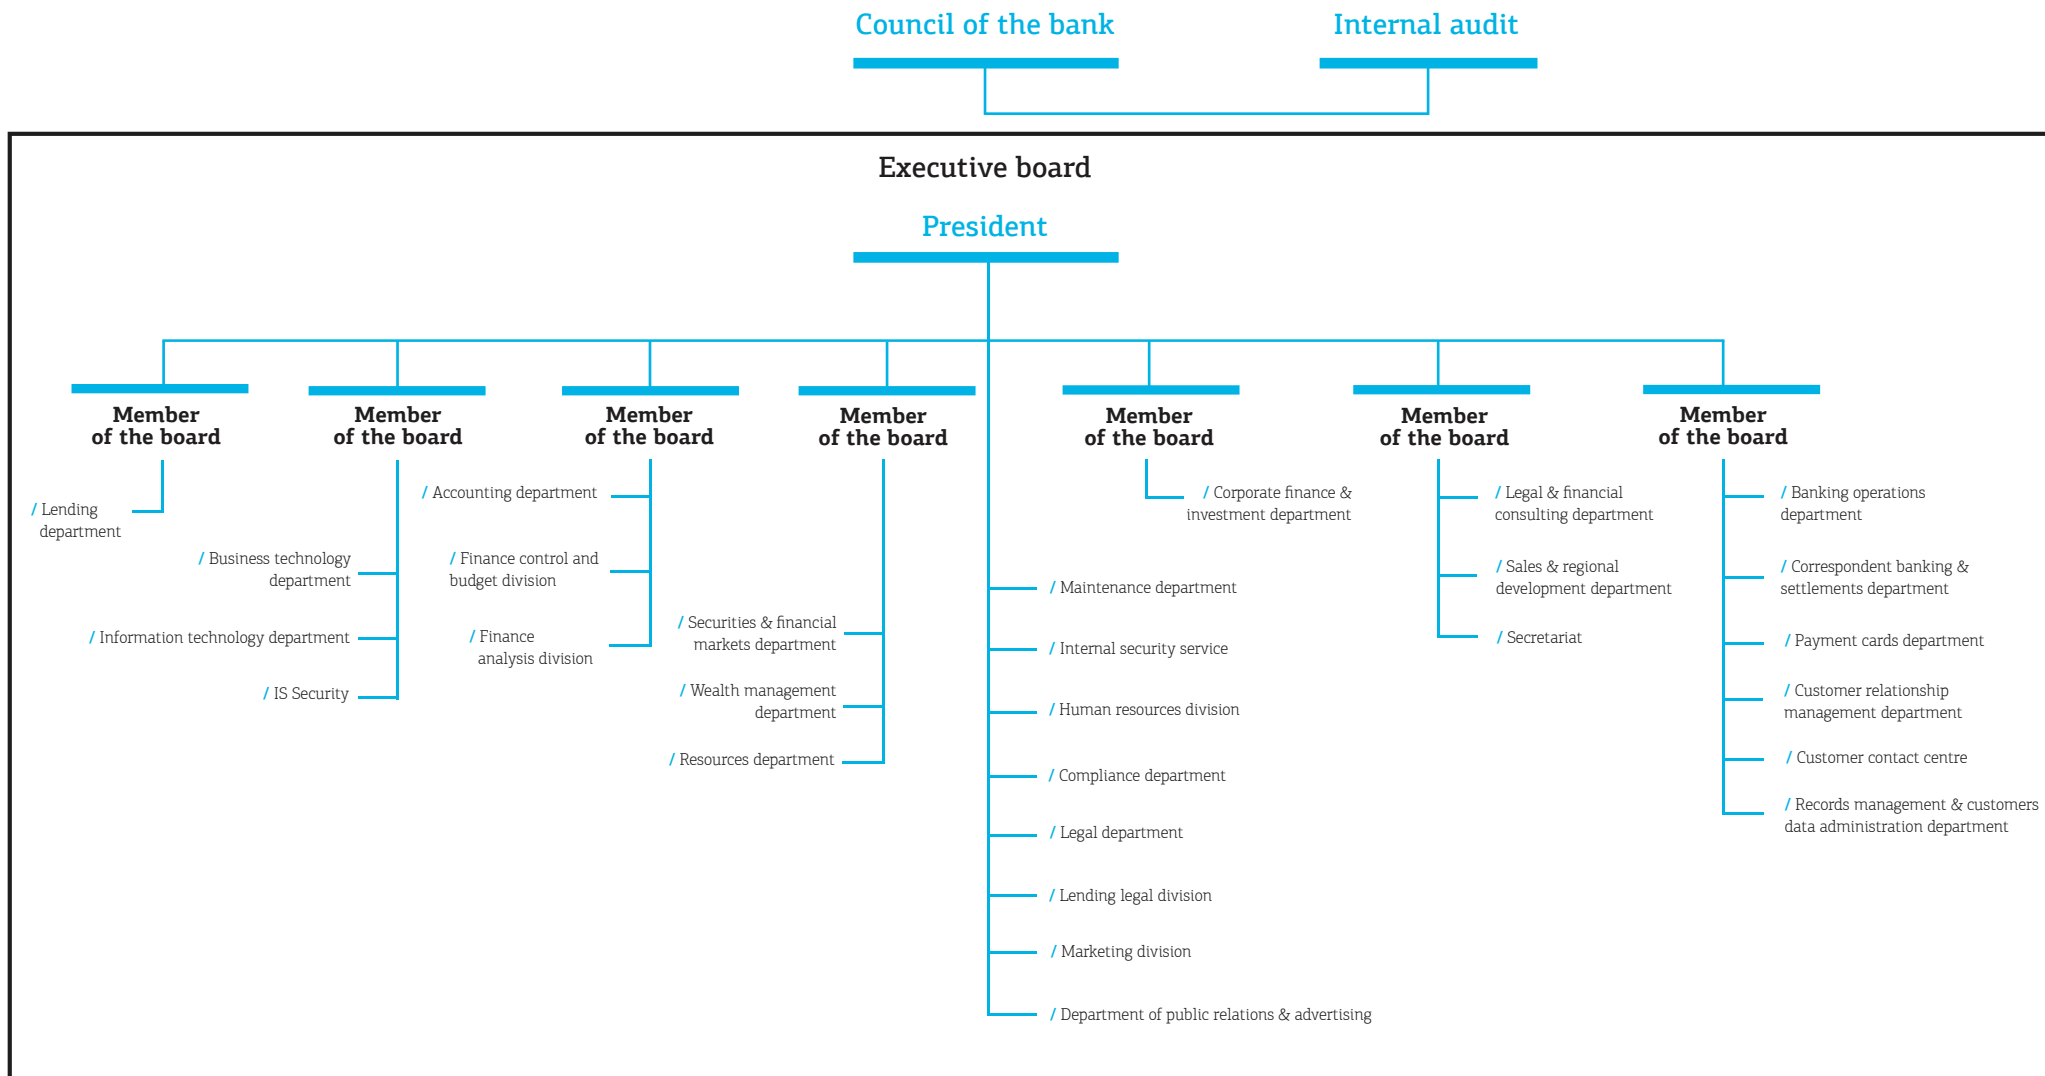 Council of the bank
Internal audit
Executive board
President
Member
of the board
/ Lending
department
Member
of the board
/ Business technology
department
/ Information technology department
/ IS Security
Member
of the board
/ Accounting department
/ Finance control and
budget division
/ Finance
analysis division
Member
of the board
/ Securities & financial
markets department
/ Wealth management
department
/ Resources department
/ Maintenance department
/ Internal security service
/ Human resources division
/ Compliance department
/ Legal department
/ Lending legal division
/ Marketing division
/ Department of public relations & advertising
Member
of the board
/ Corporate finance &
investment department
Member
of the board
/ Legal & financial
consulting department
/ Sales & regional
development department
/ Secretariat
Member
of the board
/ Banking operations
department
/ Correspondent banking &
settlements department
/ Payment cards department
/ Customer relationship
management department
/ Customer contact centre
/ Records management & customers
data administration department